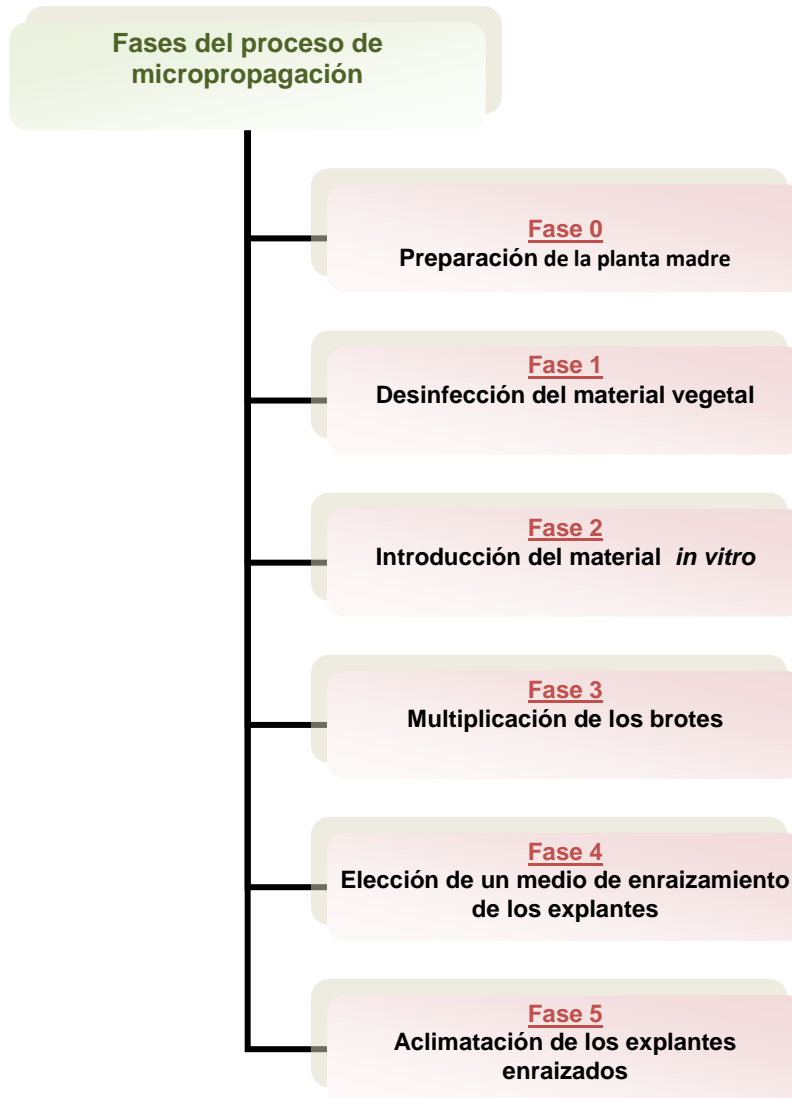 Fases del proceso de
micropropagación
Fase 0
Preparación de la planta madre
Fase 1
Desinfección del material vegetal
Fase 2
Introducción del material in vitro
Fase 3
Multiplicación de los brotes
Fase 4
Elección de un medio de enraizamiento
de los explantes
Fase 5
Aclimatación de los explantes
enraizados